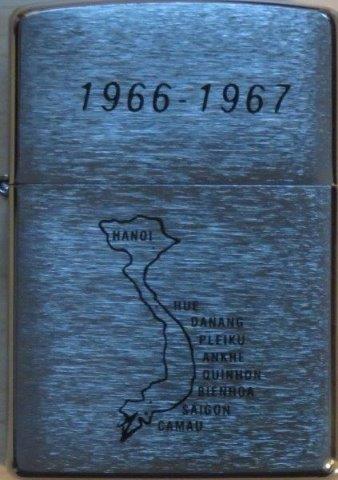 1966-1967
HANOI
HUE
DANANG
PLEIKU
ANKHE
QUINHON
BIENHOA
SAIGON
CAMAU